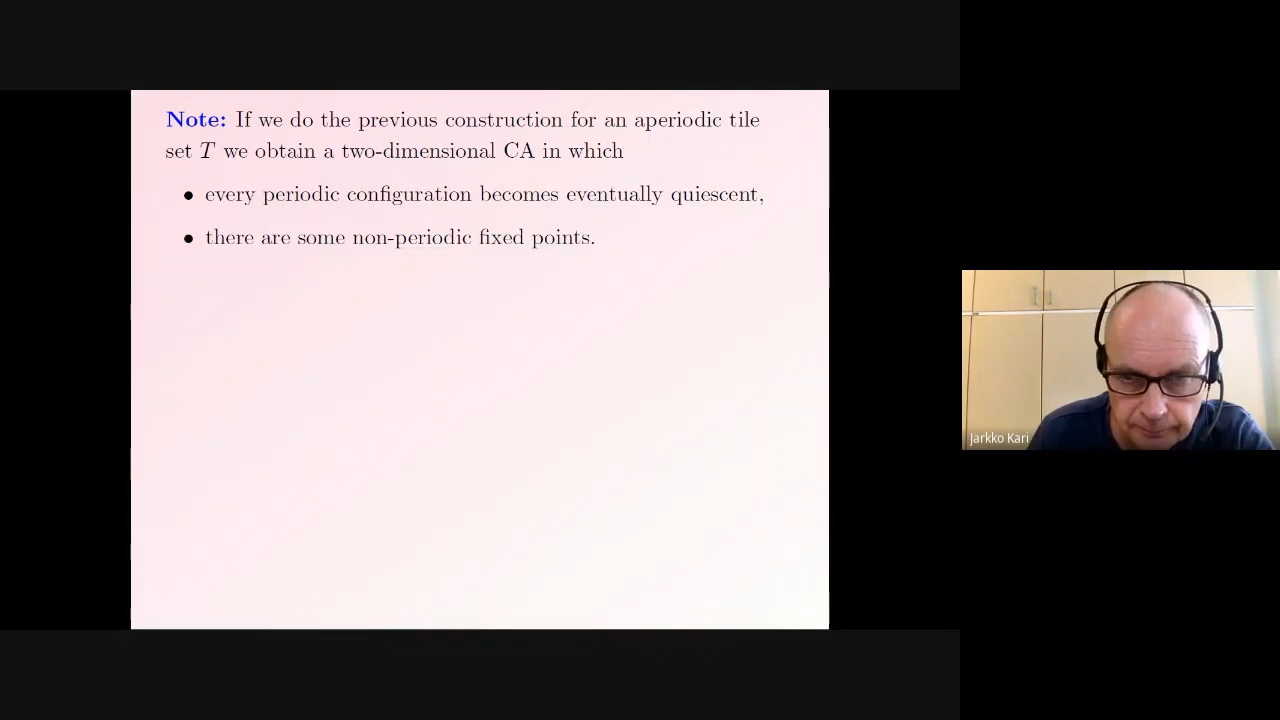 Note: If we do the previous construction for an aperiodic tile
set T we obtain a two-dimensional CA in which
• every periodic configuration becomes eventually quiescent,
• there are some non-periodic fixed points.
Jarkko Kari